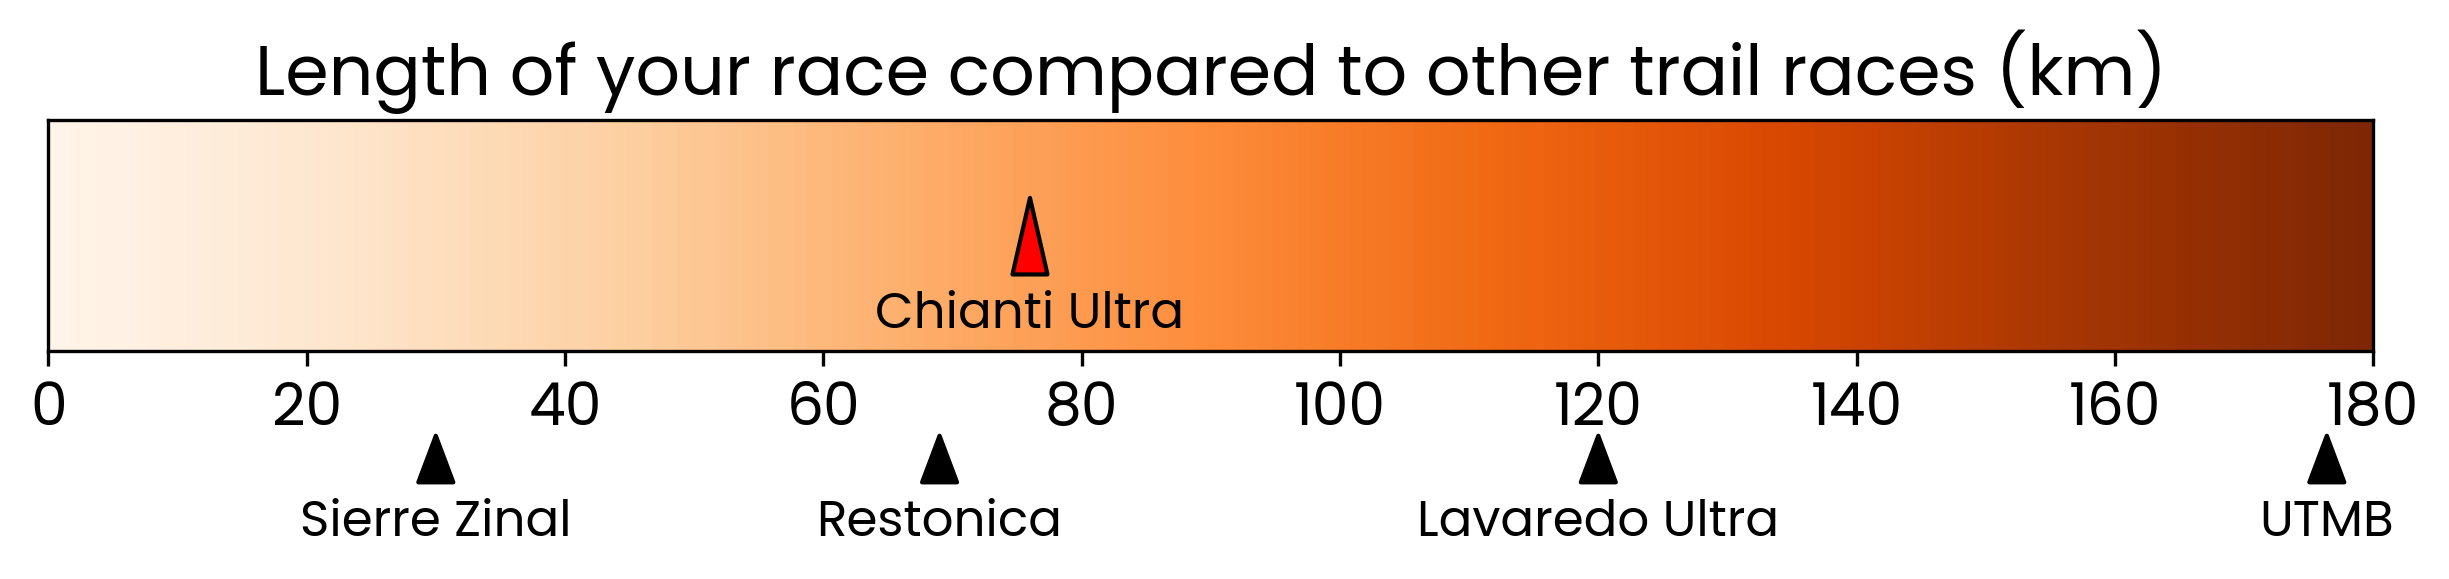 Length of your race compared to other trail races (km)
Chianti Ultra
0 20 40 60 80 100 120 140 160 180
Sierre Zinal Restonica Lavaredo Ultra UTMB